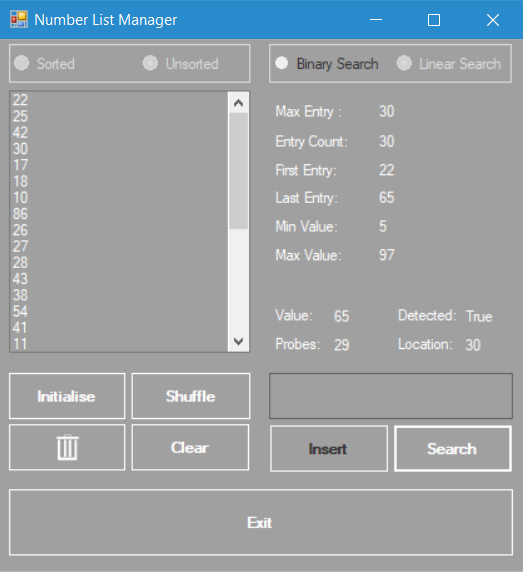 Number List Manager
Sorted Unsorted
Binary Search Linear Search
22
25
42
30
17
18
10
86
26
27
28
43
38
54
41
11
Max Entry : 30
Entry Count: 30
First Entry: 22
Last Entry: 65
Min Value: 5
Max Value: 97
Value: 65 Detected: True
Probes: 29 Location: 30
Initialise Shuffle
Clear
Insert Search
Exit